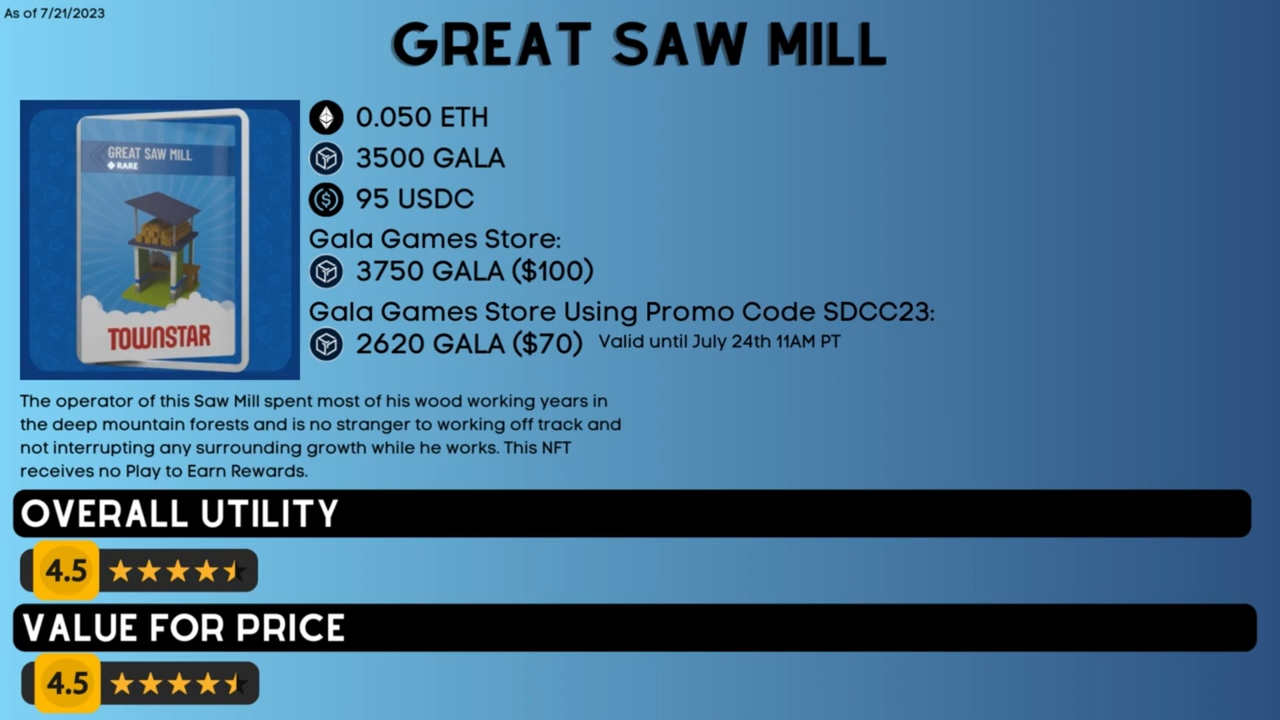 As of 7/21/2023
GREAT SAW MILL
GREAT SAW MILL
RARE
TOWNSTAR
0.050 ETH
3500 GALA
95 USDC
Gala Games Store:
3750 GALA ($100)
Gala Games Store Using Promo Code SDCC23:
2620 GALA ($70) Valid until July 24th 11AM PT
The operator of this Saw Mill spent most of his wood working years in
the deep mountain forests and is no stranger to working off track and
not interrupting any surrounding growth while he works. This NFT
receives no Play to Earn Rewards.
OVERALL UTILITY
4.5
VALUE FOR PRICE
4.5